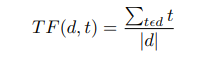 TF(d, t) = \frac{\sum_{t \epsilon d} t}{|d|}